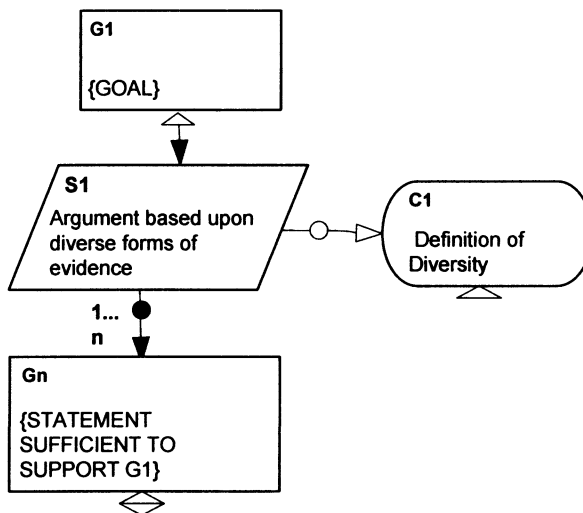 G1
{GOAL}
S1
Argument based upon
diverse forms of
evidence
C1
Definition of
Diversity
1...
n
Gn
{STATEMENT
SUFFICIENT TO
SUPPORT G1}